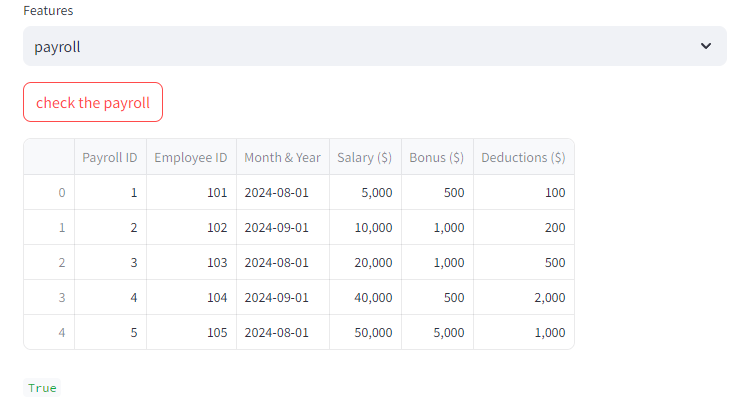 Features
payroll
check the payroll
Payroll ID Employee ID Month & Year Salary ($) Bonus ($) Deductions ($)
0 1 101 2024-08-01 5,000 500 100
1 2 102 2024-09-01 10,000 1,000 200
2 3 103 2024-08-01 20,000 1,000 500
3 4 104 2024-09-01 40,000 500 2,000
4 5 105 2024-08-01 50,000 5,000 1,000
True